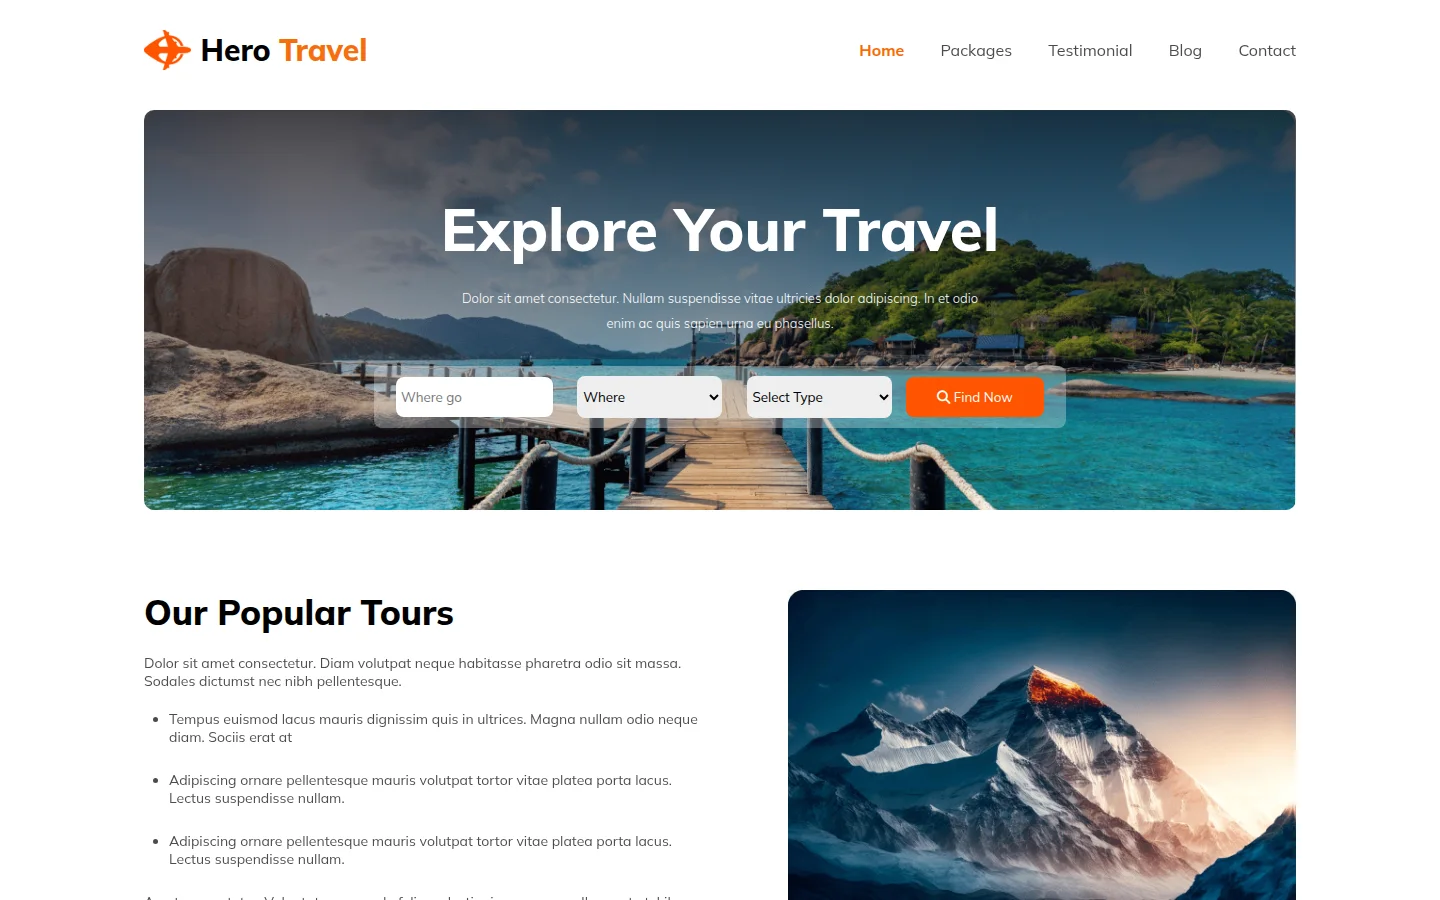 Hero Travel
Home Packages Testimonial Blog Contact
Explore Your Travel
Dolor sit amet consectetur. Nullam suspendisse vitae ultricies dolor adipiscing. In et odio
enim ac quis sapien urna eu phasellus.
Where go Where Select Type Find Now
Our Popular Tours
Dolor sit amet consectetur. Diam volutpat neque habitasse pharetra odio sit massa.
Sodales dictumst nec nibh pellentesque.
Tempus euismod lacus mauris dignissim quis in ultrices. Magna nullam odio neque
diam. Sociis erat at
Adipiscing ornare pellentesque mauris volutpat tortor vitae platea porta lacus.
Lectus suspendisse nullam.
Adipiscing ornare pellentesque mauris volutpat tortor vitae platea porta lacus.
Lectus suspendisse nullam.